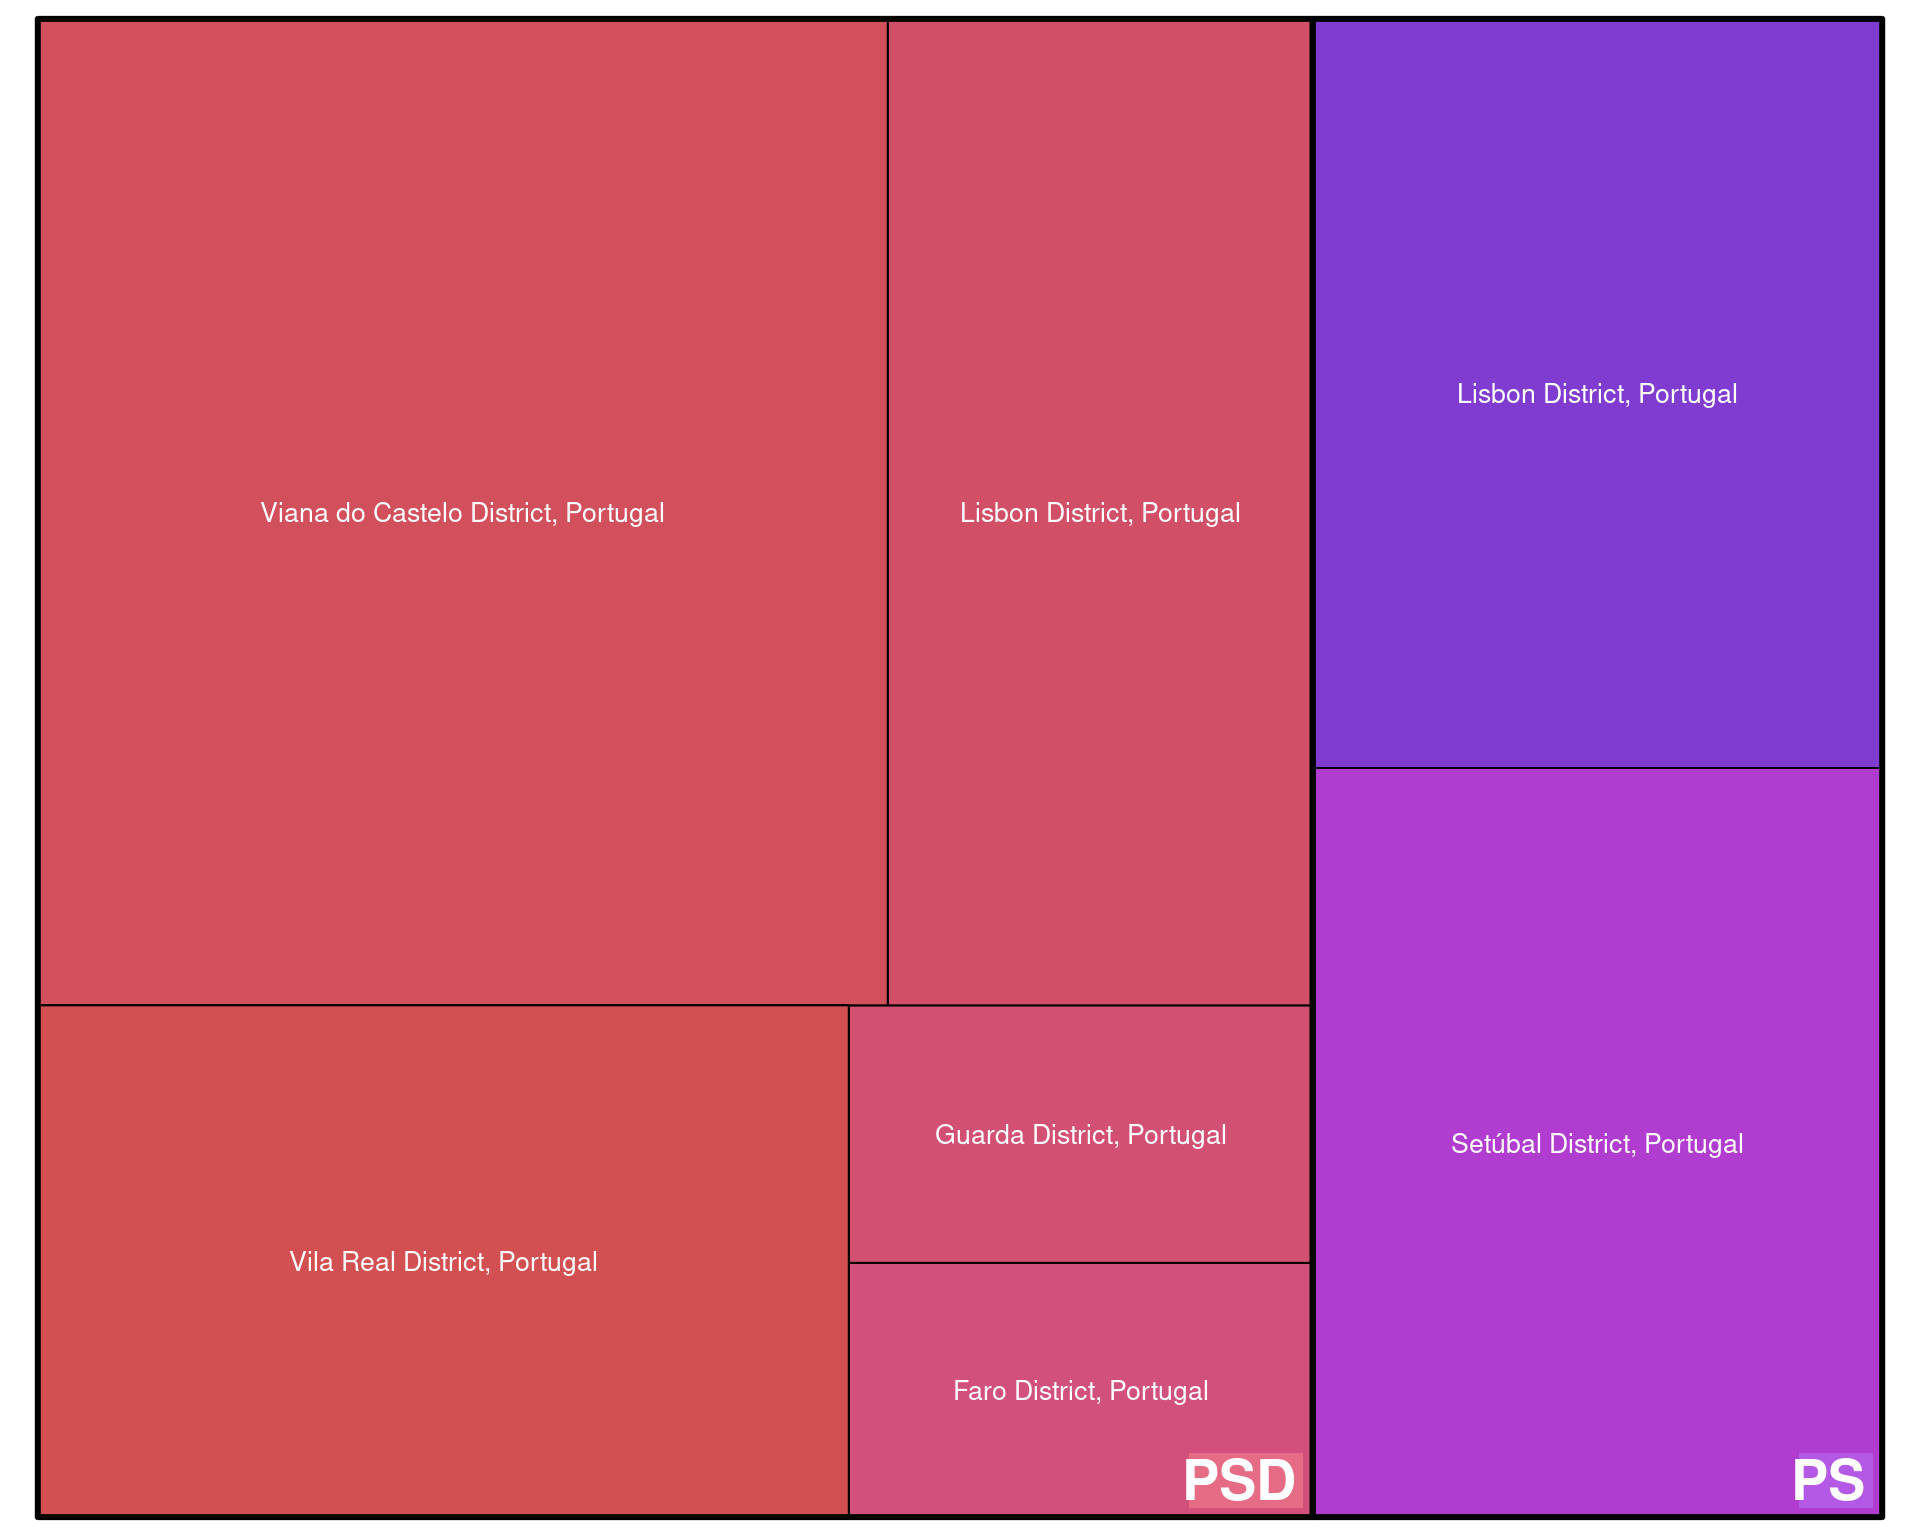 Viana do Castelo District, Portugal
Lisbon District, Portugal
Vila Real District, Portugal
Guarda District, Portugal
Faro District, Portugal
PSD
Lisbon District, Portugal
Setúbal District, Portugal
PS